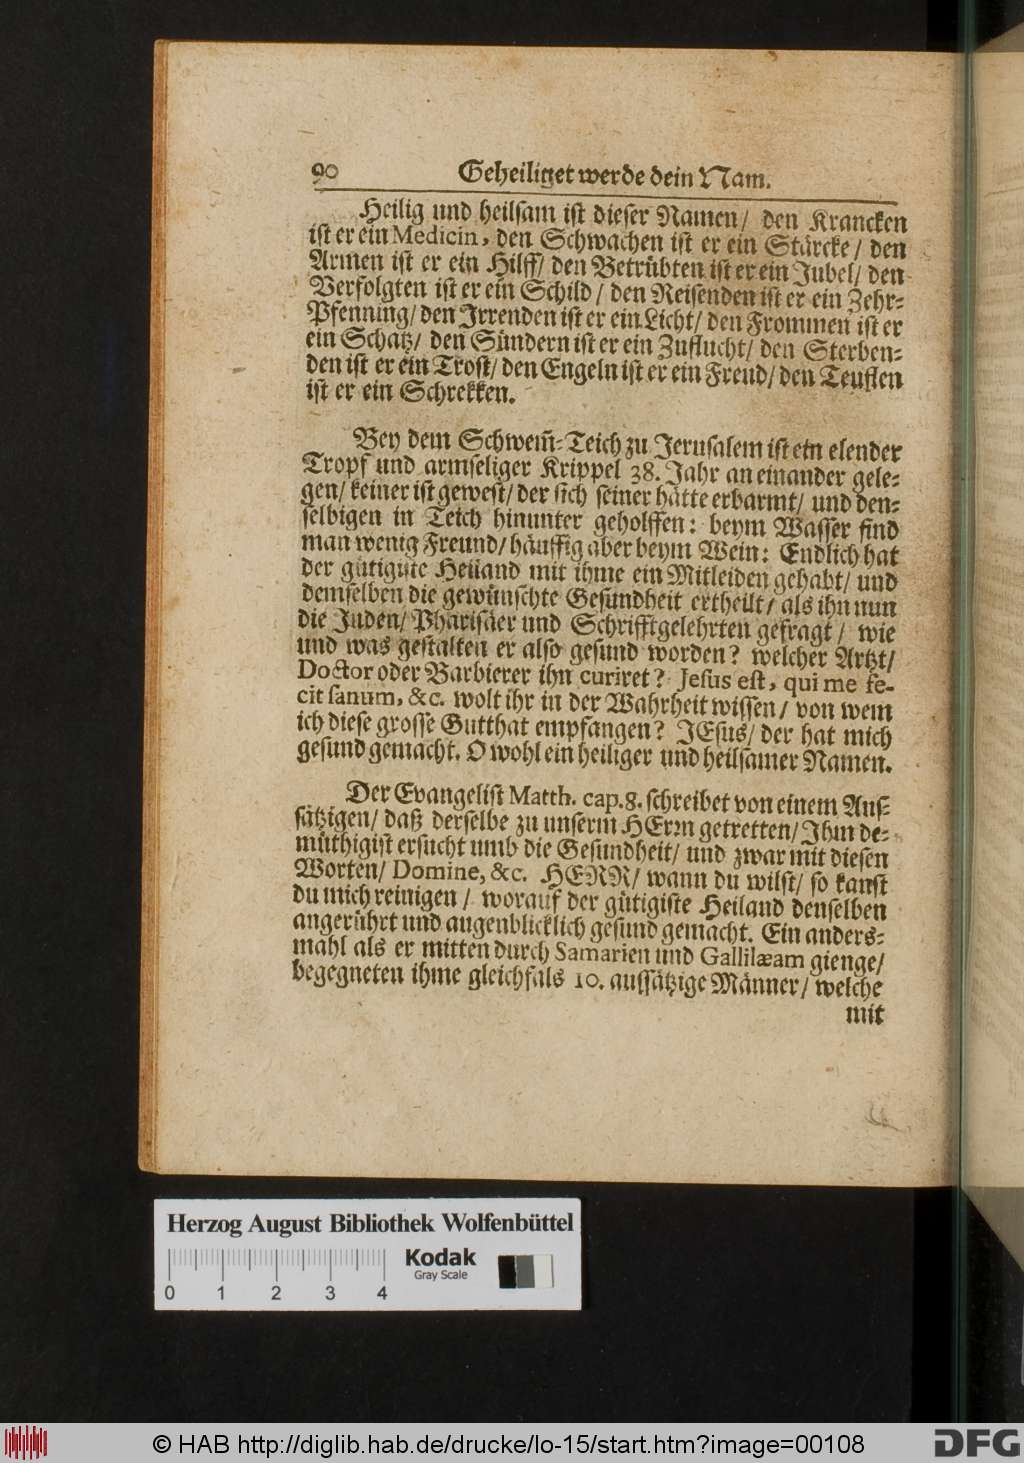 90 Geheiliget werde dein Nam.
Heilig und heilsam ist dieser Namen/ den Krancken
ist er ein Medicin, den Schwachen ist er ein Stärcke/ den
Armen ist er ein Hilff/ den Betrübten ist er ein Jubel/ den
Verfolgten ist er ein Schild/ den Reisenden ist er ein Zehr-
Pfenning/ den Irrenden ist er ein Licht/ den Frommen ist er
ein Schatz/ den Sündern ist er ein Zuflucht/ den Sterben-
den ist er ein Trost/ den Engeln ist er ein Freud/ den Teuflen
ist er ein Schrekken.
Bey dem Schwem̃-Teich zu Jerusalem ist ein elender
Tropf und armseliger Krippel 38. Jahr an einander gele-
gen/ keiner ist gewest/ der sich seiner hätte erbarmt/ und den-
selbigen in Teich hinunter geholffen: beym Wasser find
man wenig Freund/ häuffig aber beym Wein: Endlich hat
der gütigiste Heiland mit ihme ein Mitleiden gehabt/ und
demselben die gewünschte Gesundheit ertheilt/ als ihn nun
die Juden/ Pharisäer und Schrifftgelehrten gefragt/ wie
und was gestalten er also gesund worden? welcher Artzt/
Doctor oder Barbierer ihn curiret? Jesus est, qui me fe-
cit sanum, &c. wolt ihr in der Wahrheit wissen/ von wem
ich diese grosse Gutthat empfangen? JEsus/ der hat mich
gesund gemacht. O wohl ein heiliger und heilsamer Namen.
Der Evangelist Matth. cap. 8. schreibet von einem Aus-
sätzigen/ daß derselbe zu unserm HErrn getretten/ Ihm de-
müthigist ersucht umb die Gesundheit/ und zwar mit diesen
Worten/ Domine, &c. HERR/ wann du wilst/ so kanst
du mich reinigen/ worauf der gütigiste Heiland denselben
angerührt und augenblicklich gesund gemacht. Ein anders-
mahl als er mitten durch Samarien und Gallilæam gienge/
begegneten ihme gleichfals 10. aussätzige Männer/ welche
mit
Herzog August Bibliothek Wolfenbüttel
Kodak
Gray Scale
0 1 2 3 4
© HAB http://diglib.hab.de/drucke/lo-15/start.htm?image=00108
DFG